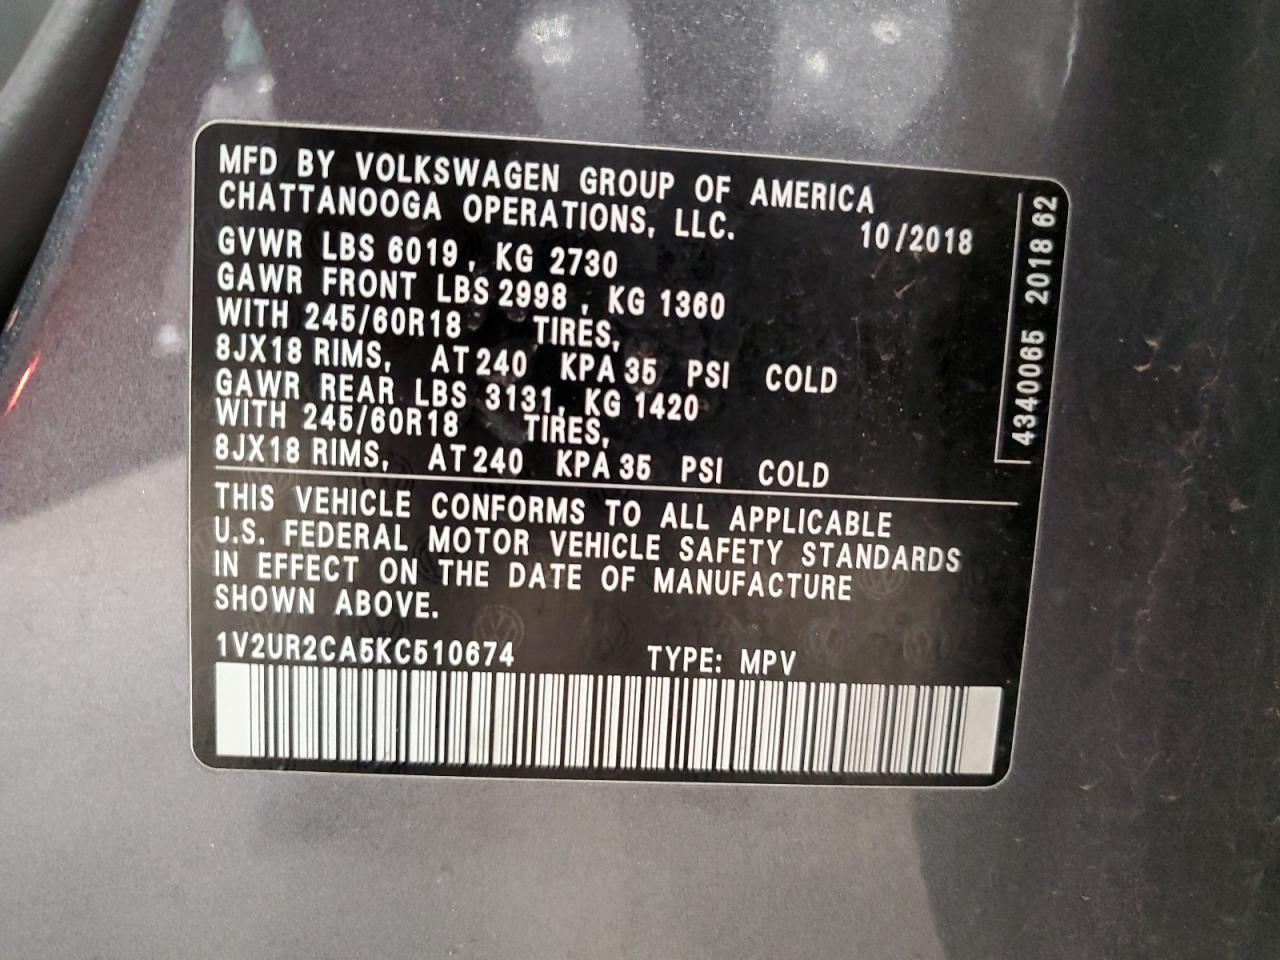 MFD BY VOLKSWAGEN GROUP OF AMERICA
CHATTANOOGA OPERATIONS, LLC. 10/2018
GVWR LBS 6019, KG 2730
GAWR FRONT LBS 2998, KG 1360
WITH 245/60R18 TIRES,
8JX18 RIMS, AT 240 KPA 35 PSI COLD
GAWR REAR LBS 3131, KG 1420
WITH 245/60R18 TIRES,
8JX18 RIMS, AT 240 KPA 35 PSI COLD
THIS VEHICLE CONFORMS TO ALL APPLICABLE
U.S. FEDERAL MOTOR VEHICLE SAFETY STANDARDS
IN EFFECT ON THE DATE OF MANUFACTURE
SHOWN ABOVE.
1V2UR2CA5KC510674 TYPE: MPV
4340065 2018 62